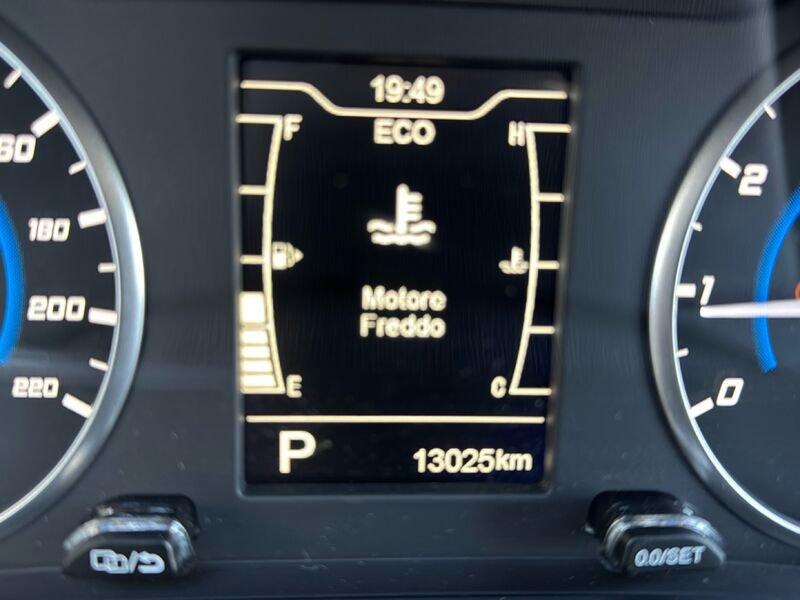 19:49
F ECO H
Motore
Freddo
E C
P 13025km
160
180
200
220
2
1
0
0.0/SET